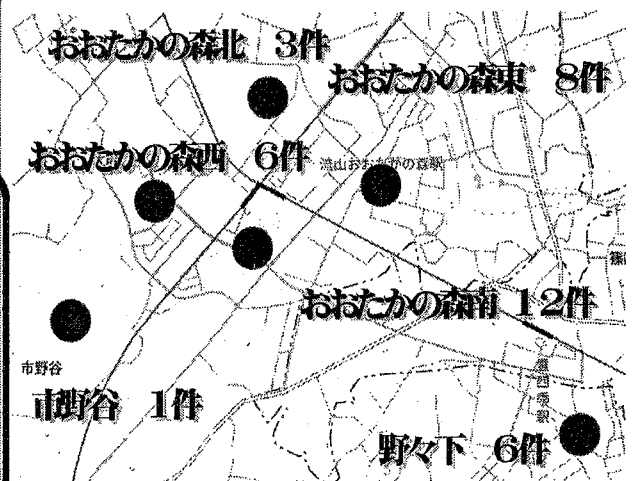 おおたかの森北 3件
おおたかの森東 8件
おおたかの森西 6件
流山おおたかの森駅
おおたかの森南 12件
市野谷
市野谷 1件
野々下 6件